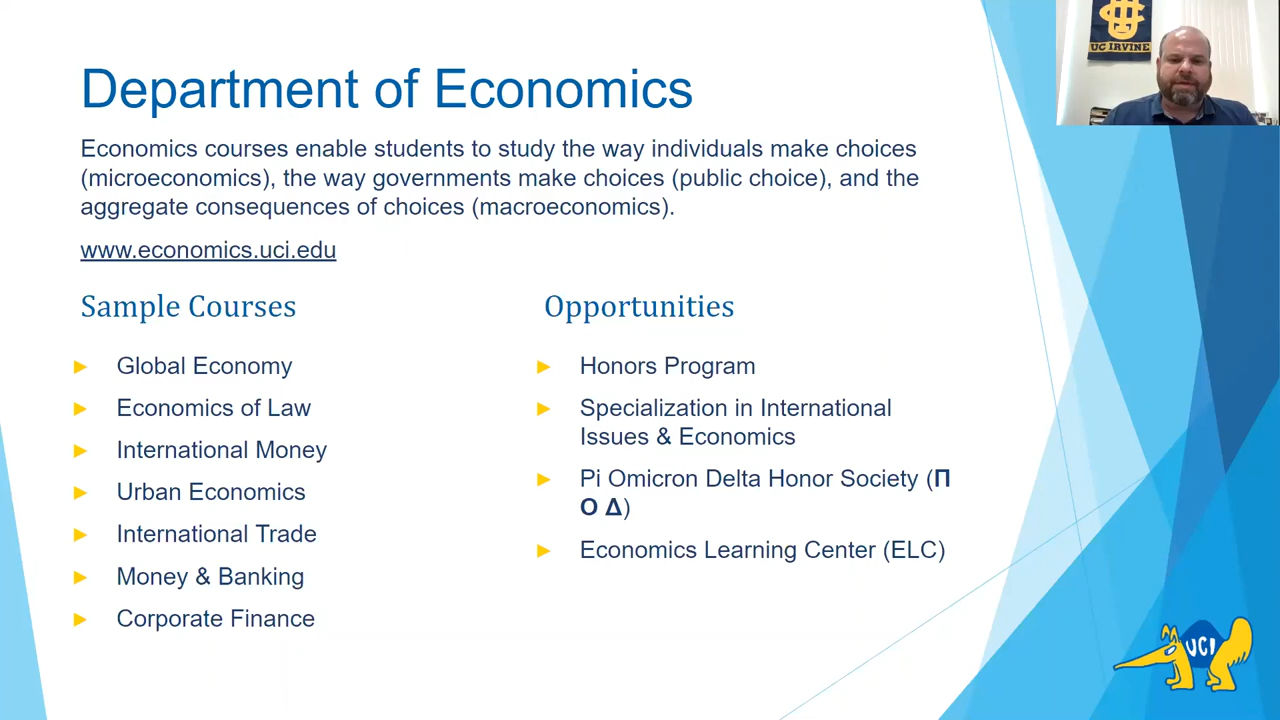 UC IRVINE
Department of Economics
Economics courses enable students to study the way individuals make choices
(microeconomics), the way governments make choices (public choice), and the
aggregate consequences of choices (macroeconomics).
www.economics.uci.edu
Sample Courses
Global Economy
Economics of Law
International Money
Urban Economics
International Trade
Money & Banking
Corporate Finance
Opportunities
Honors Program
Specialization in International
Issues & Economics
Pi Omicron Delta Honor Society (Π
Ο Δ)
Economics Learning Center (ELC)
UCI